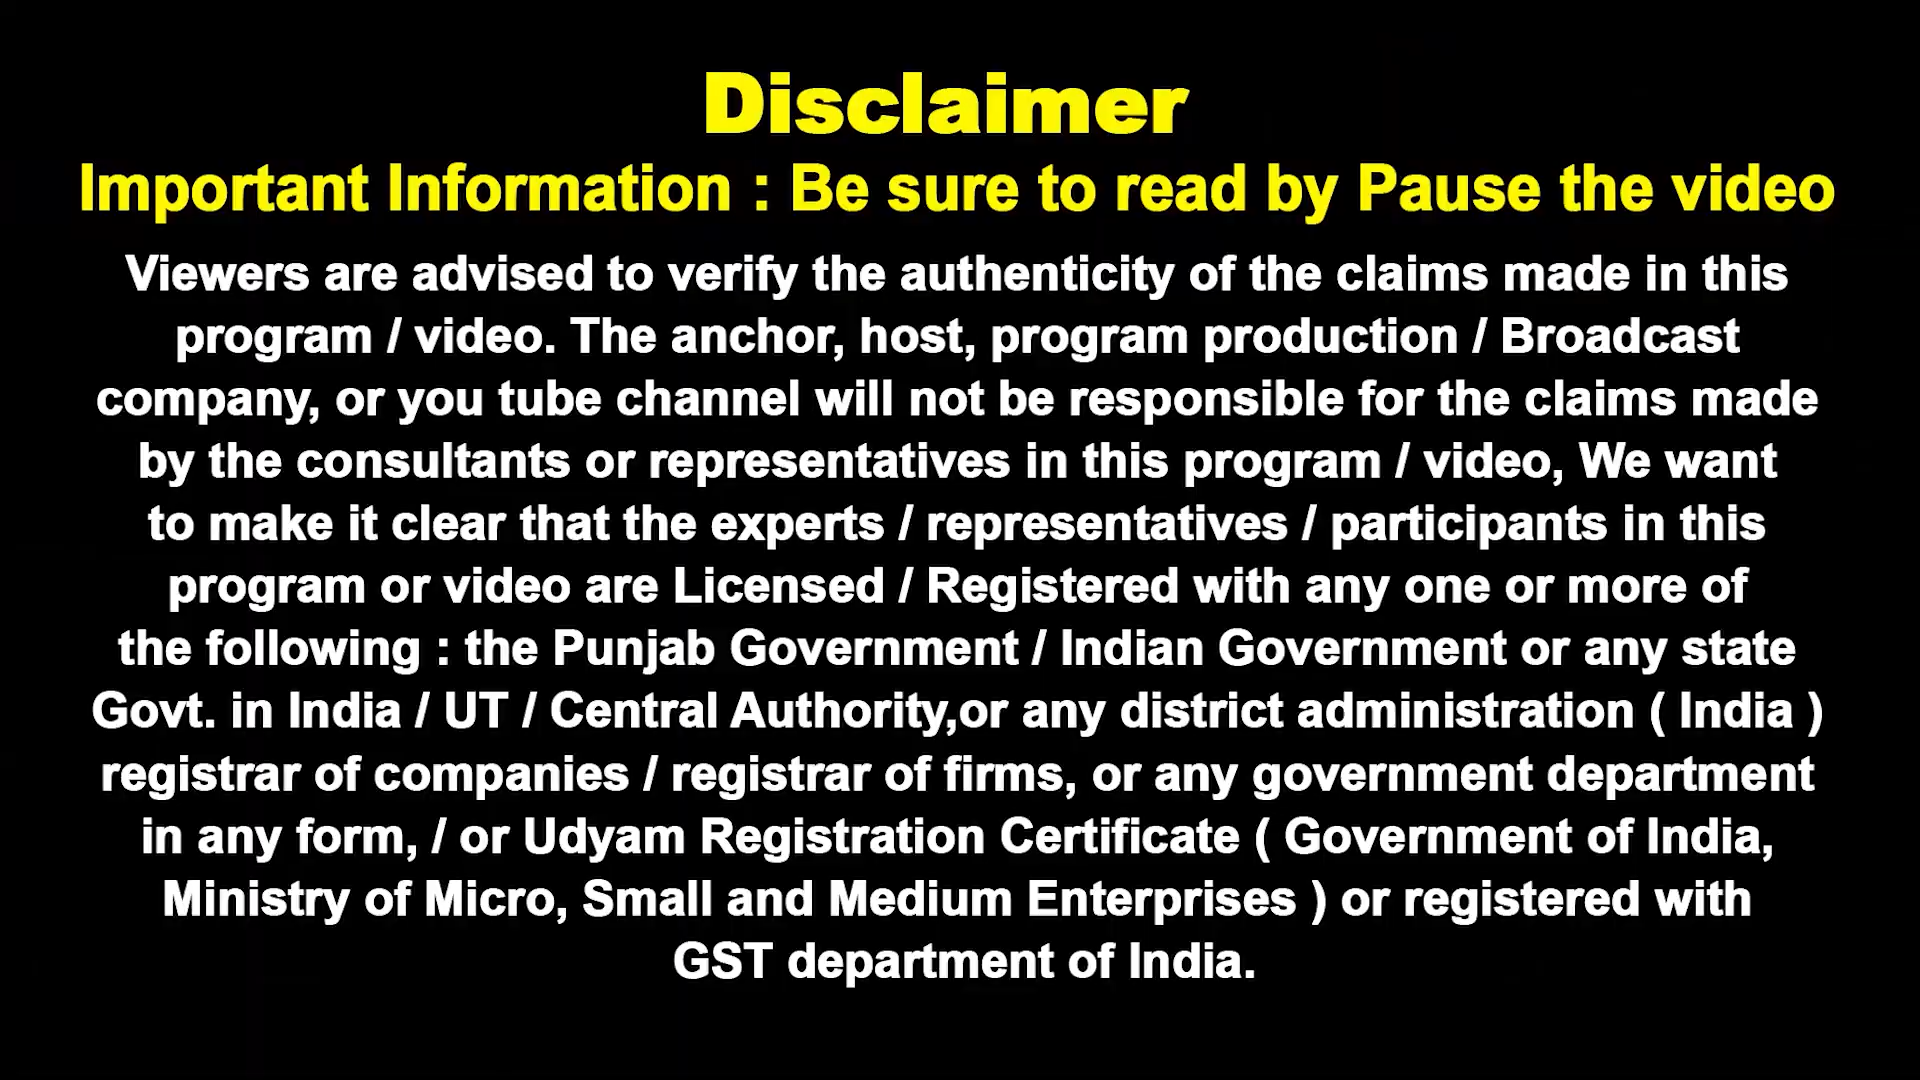 Disclaimer
Important Information : Be sure to read by Pause the video
Viewers are advised to verify the authenticity of the claims made in this
program / video. The anchor, host, program production / Broadcast
company, or you tube channel will not be responsible for the claims made
by the consultants or representatives in this program / video, We want
to make it clear that the experts / representatives / participants in this
program or video are Licensed / Registered with any one or more of
the following : the Punjab Government / Indian Government or any state
Govt. in India / UT / Central Authority,or any district administration ( India )
registrar of companies / registrar of firms, or any government department
in any form, / or Udyam Registration Certificate ( Government of India,
Ministry of Micro, Small and Medium Enterprises ) or registered with
GST department of India.